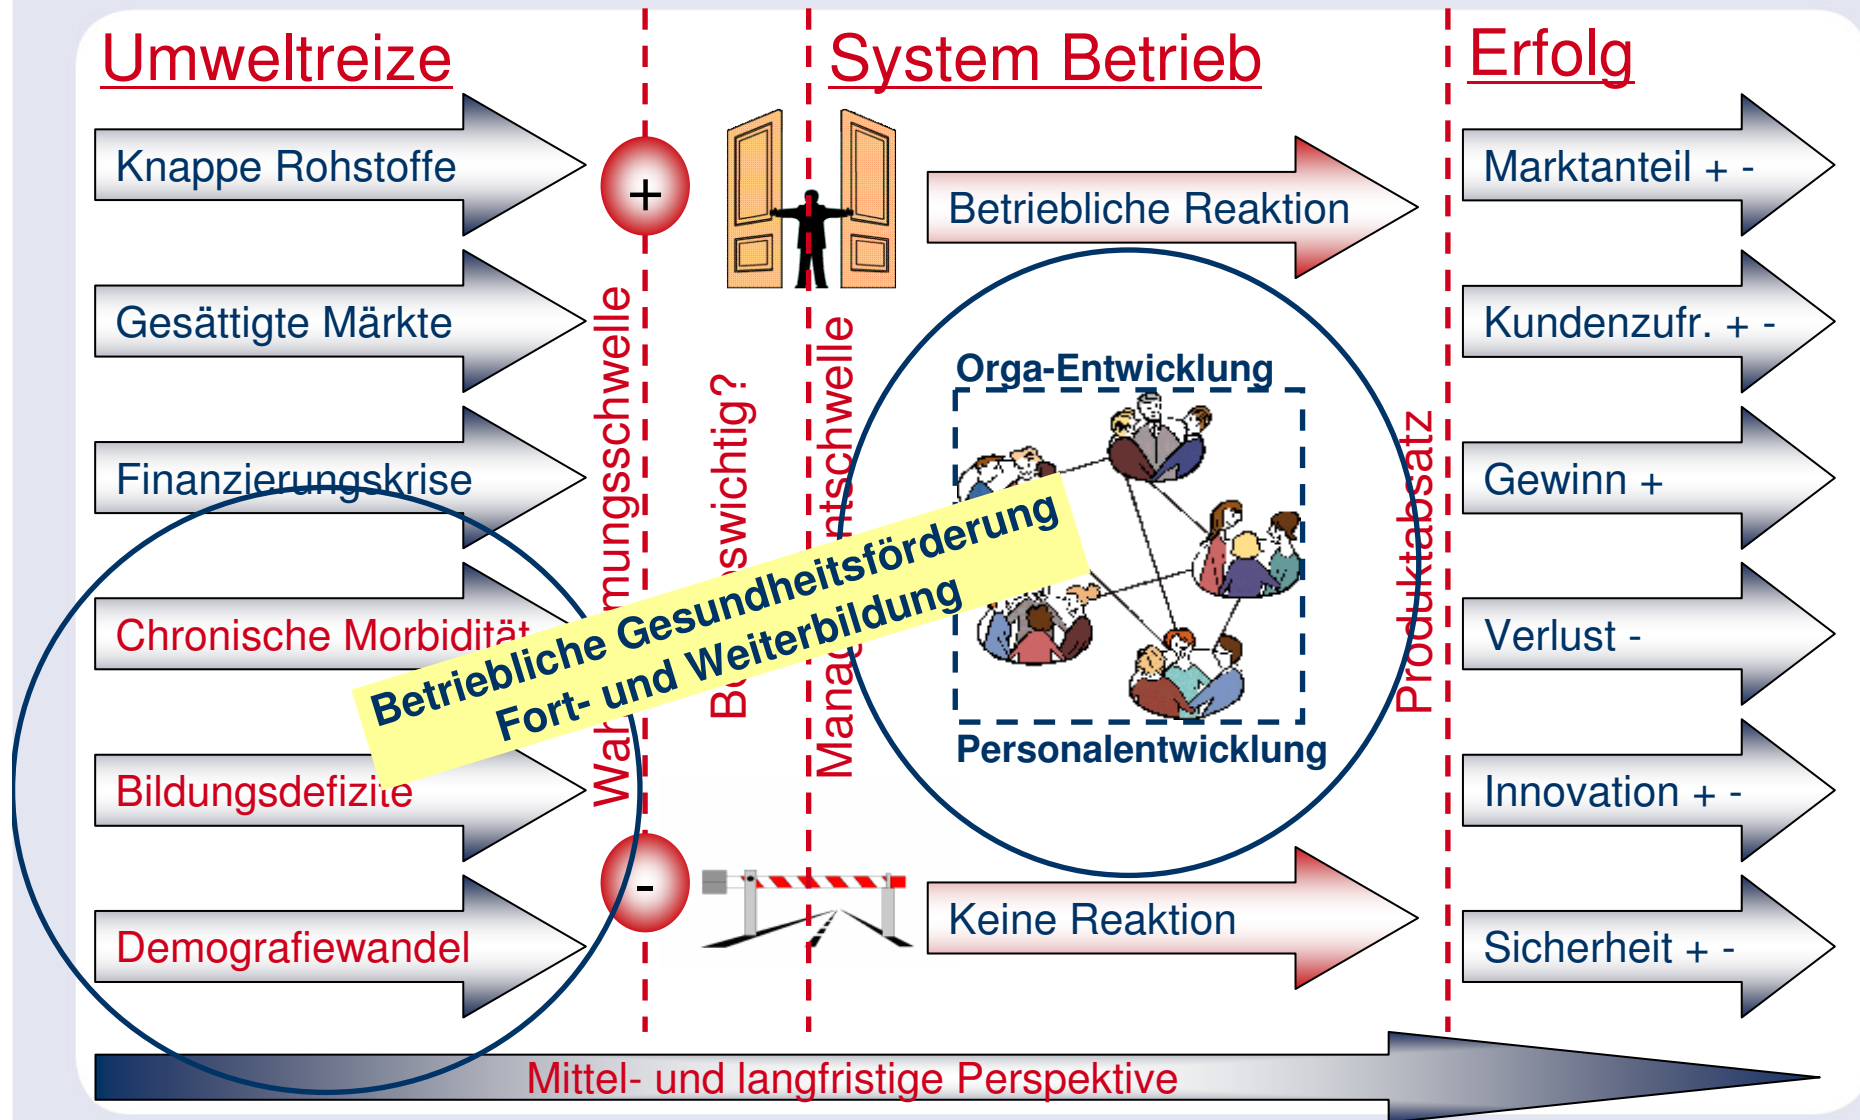 Umweltreize
System Betrieb
Erfolg
Knappe Rohstoffe
Gesättigte Märkte
Finanzierungskrise
Chronische Morbidität
Bildungsdefizite
Demografiewandel
+
-
Betriebliche Gesundheitsförderung
Fort- und Weiterbildung
Betriebliche Reaktion
Orga-Entwicklung
Personalentwicklung
Keine Reaktion
Produktabsatz
Marktanteil + -
Kundenzufr. + -
Gewinn +
Verlust -
Innovation + -
Sicherheit + -
Mittel- und langfristige Perspektive